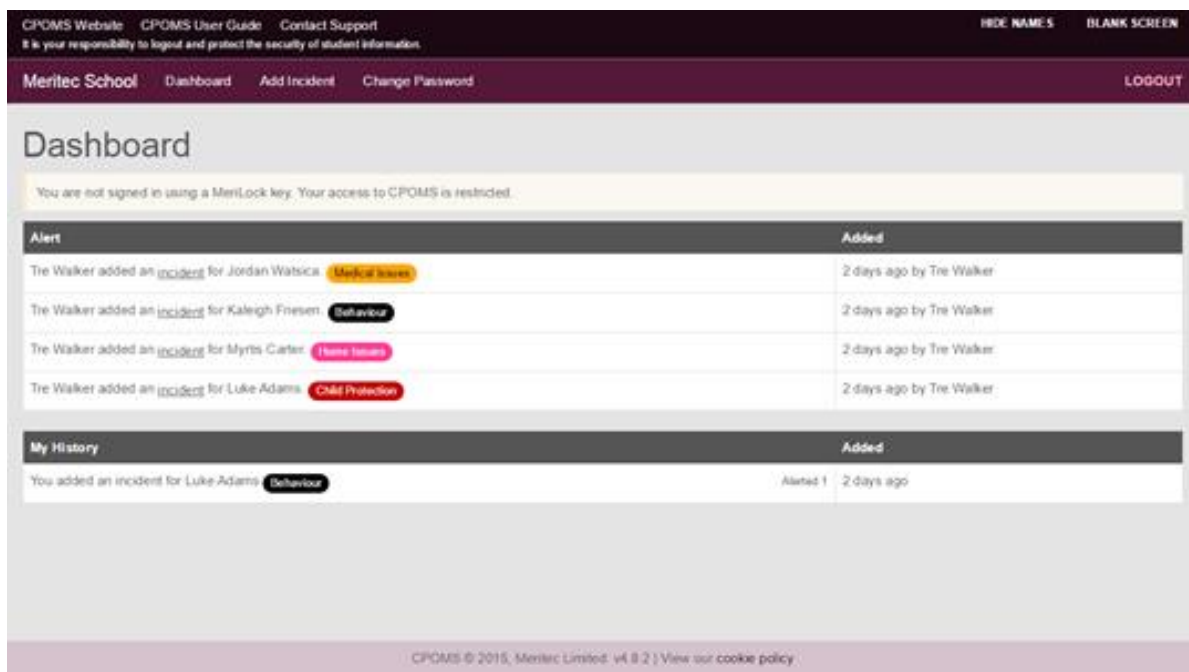 CPOMS Website CPOMS User Guide Contact Support HIDE NAMES BLANK SCREEN
It is your responsibility to logout and protect the security of student information.
Meritec School Dashboard Add Incident Change Password LOGOUT
Dashboard
You are not signed in using a MeriLock key. Your access to CPOMS is restricted.
Alert Added
Tre Walker added an incident for Jordan Watsica. Medical Issues 2 days ago by Tre Walker
Tre Walker added an incident for Kaleigh Friesen. Behaviour 2 days ago by Tre Walker
Tre Walker added an incident for Myrtis Carter. Home Issues 2 days ago by Tre Walker
Tre Walker added an incident for Luke Adams. Child Protection 2 days ago by Tre Walker
My History Added
You added an incident for Luke Adams Behaviour Alerted 1 2 days ago
CPOMS © 2015, Meritec Limited. v4.8.2 | View our cookie policy